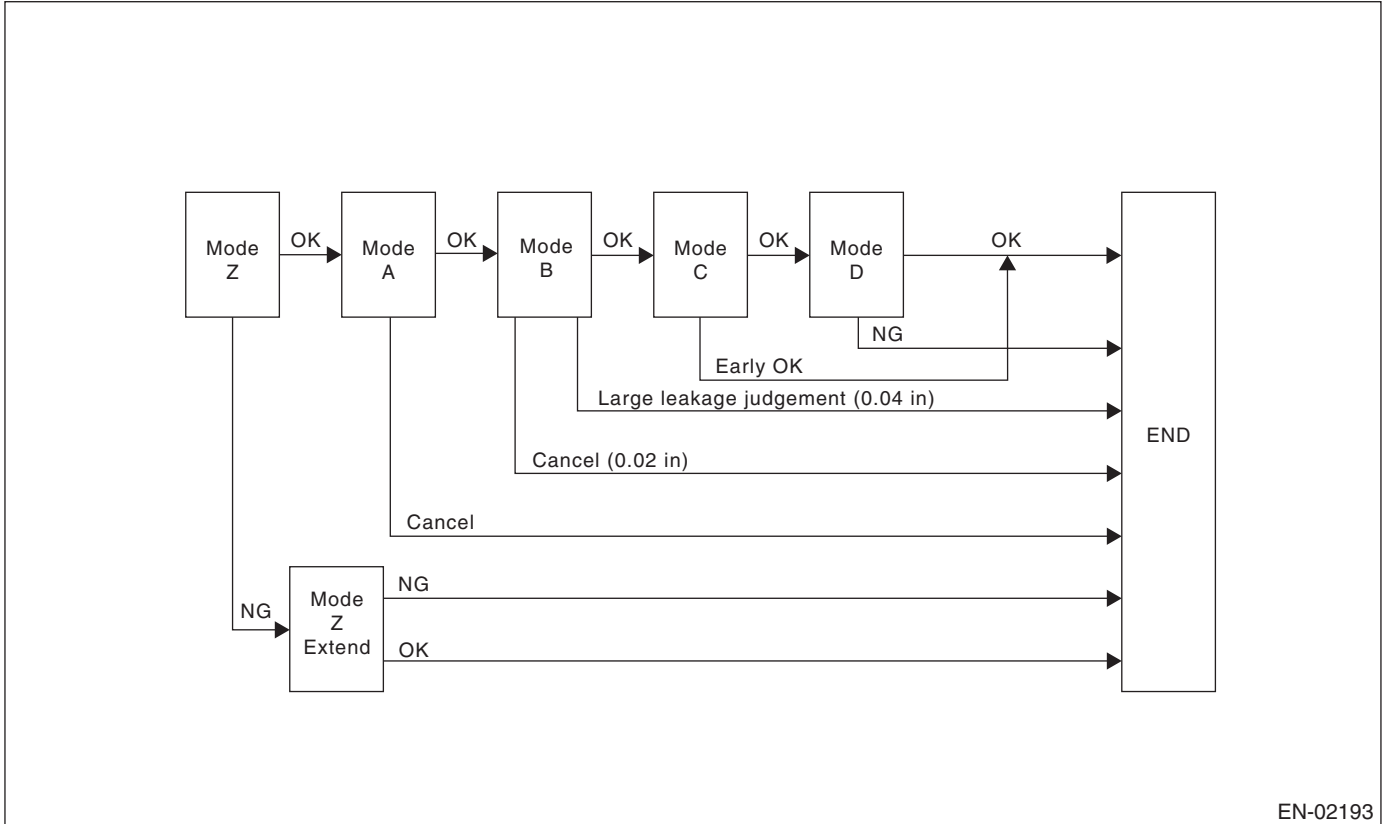 Mode
Z
OK
Mode
A
OK
Mode
B
OK
Mode
C
OK
Mode
D
OK
NG
Early OK
Large leakage judgement (0.04 in)
END
Cancel (0.02 in)
Cancel
NG
Mode
Z
Extend
NG
OK
EN-02193